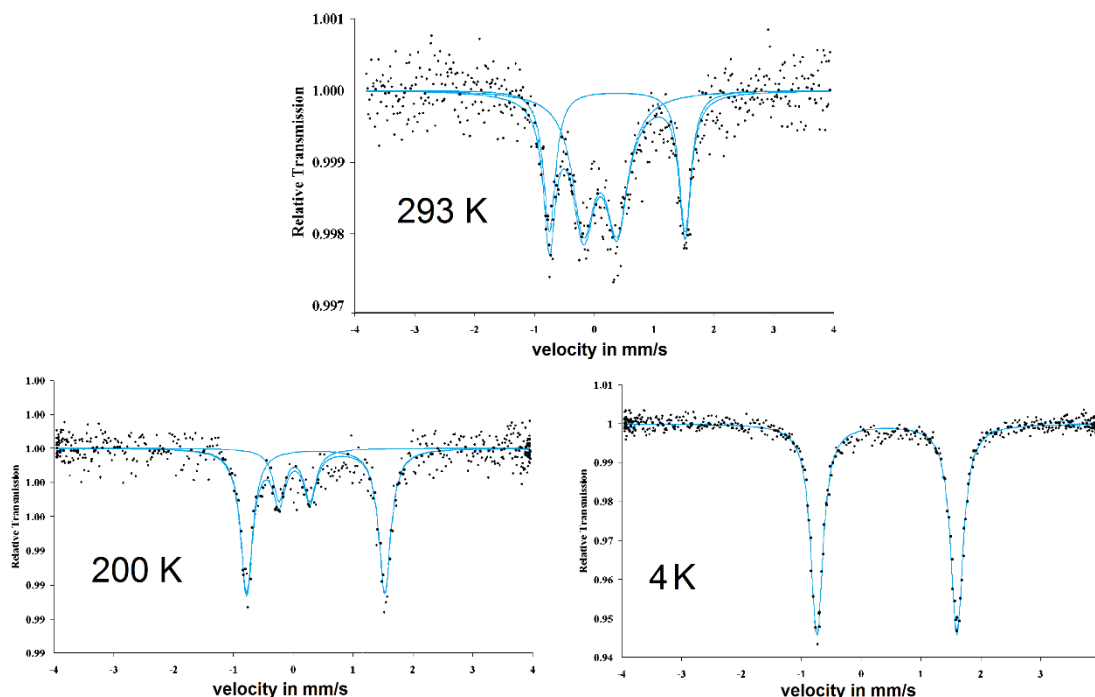 1.001
1.000
0.999
0.998
0.997
Relative Transmission
293 K
-4 -3 -2 -1 0 1 2 3 4
velocity in mm/s
1.00
1.00
1.00
1.00
1.00
0.99
0.99
0.99
0.99
Relative Transmission
200 K
-4 -3 -2 -1 0 1 2 3 4
velocity in mm/s
1.01
1
0.99
0.98
0.97
0.96
0.95
0.94
Relative Transmission
4 K
-4 -3 -2 -1 0 1 2 3
velocity in mm/s